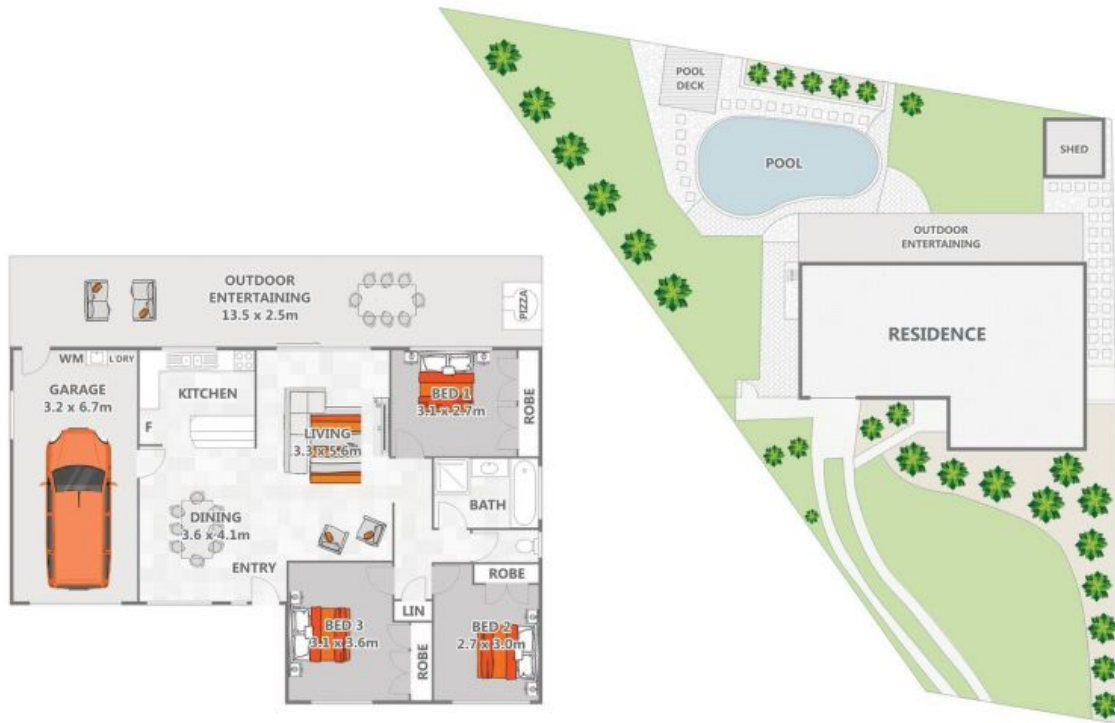 OUTDOOR
ENTERTAINING
13.5 x 2.5m
PIZZA
WM
L'DRY
GARAGE
3.2 x 6.7m
KITCHEN
F
LIVING
3.3 x 5.6m
BED 1
3.1 x 2.7m
ROBE
BATH
DINING
3.6 x 4.1m
ENTRY
ROBE
LIN
BED 3
3.1 x 3.6m
ROBE
BED 2
2.7 x 3.0m
POOL
DECK
POOL
SHED
OUTDOOR
ENTERTAINING
RESIDENCE